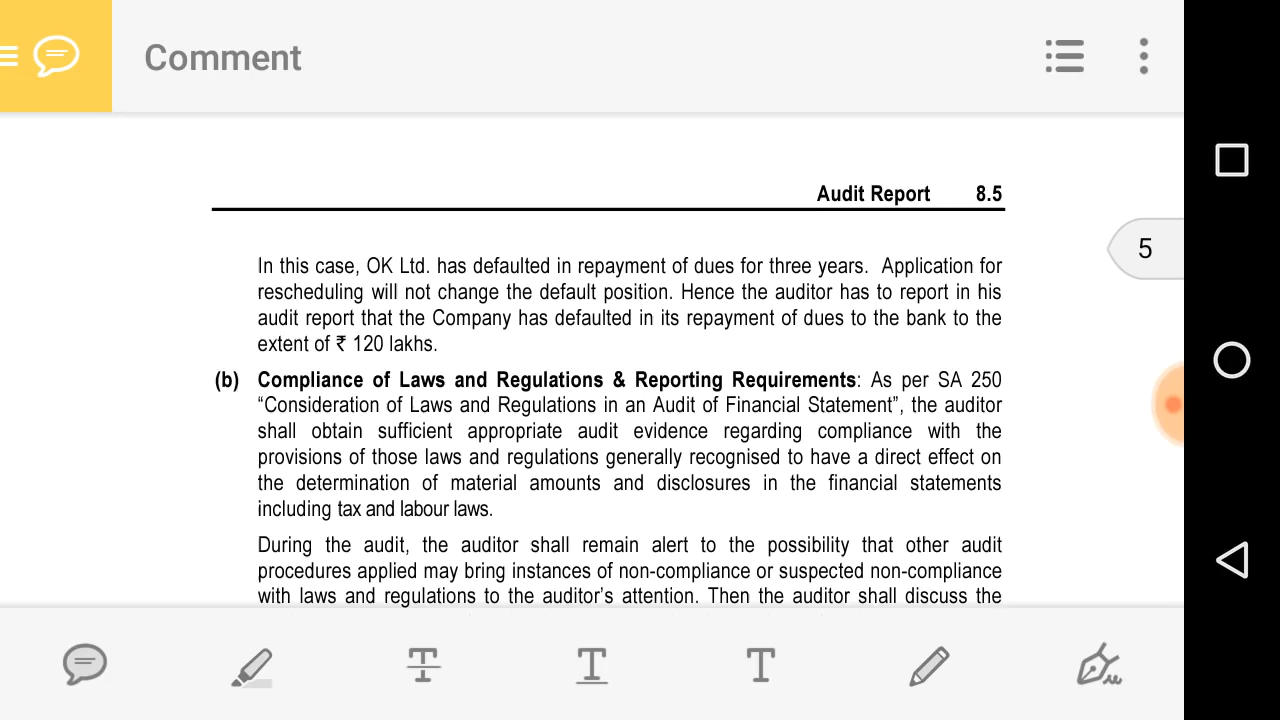 Comment
Audit Report 8.5
5
In this case, OK Ltd. has defaulted in repayment of dues for three years. Application for
rescheduling will not change the default position. Hence the auditor has to report in his
audit report that the Company has defaulted in its repayment of dues to the bank to the
extent of ₹ 120 lakhs.
(b) Compliance of Laws and Regulations & Reporting Requirements: As per SA 250
“Consideration of Laws and Regulations in an Audit of Financial Statement”, the auditor
shall obtain sufficient appropriate audit evidence regarding compliance with the
provisions of those laws and regulations generally recognised to have a direct effect on
the determination of material amounts and disclosures in the financial statements
including tax and labour laws.
During the audit, the auditor shall remain alert to the possibility that other audit
procedures applied may bring instances of non-compliance or suspected non-compliance
with laws and regulations to the auditor’s attention. Then the auditor shall discuss the